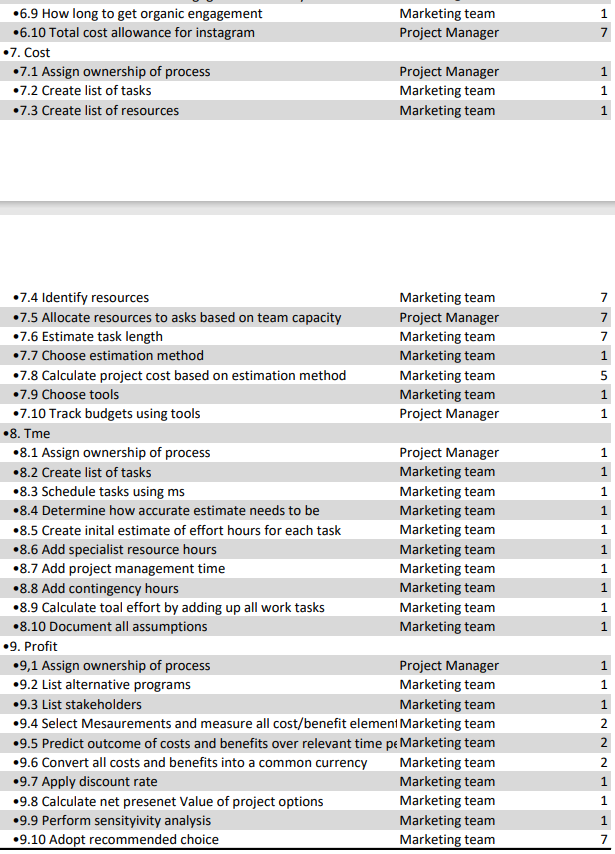 •6.9 How long to get organic engagement Marketing team 1
•6.10 Total cost allowance for instagram Project Manager 7
•7. Cost
•7.1 Assign ownership of process Project Manager 1
•7.2 Create list of tasks Marketing team 1
•7.3 Create list of resources Marketing team 1
•7.4 Identify resources Marketing team 7
•7.5 Allocate resources to asks based on team capacity Project Manager 7
•7.6 Estimate task length Marketing team 7
•7.7 Choose estimation method Marketing team 1
•7.8 Calculate project cost based on estimation method Marketing team 5
•7.9 Choose tools Marketing team 1
•7.10 Track budgets using tools Project Manager 1
•8. Tme
•8.1 Assign ownership of process Project Manager 1
•8.2 Create list of tasks Marketing team 1
•8.3 Schedule tasks using ms Marketing team 1
•8.4 Determine how accurate estimate needs to be Marketing team 1
•8.5 Create inital estimate of effort hours for each task Marketing team 1
•8.6 Add specialist resource hours Marketing team 1
•8.7 Add project management time Marketing team 1
•8.8 Add contingency hours Marketing team 1
•8.9 Calculate toal effort by adding up all work tasks Marketing team 1
•8.10 Document all assumptions Marketing team 1
•9. Profit
•9,1 Assign ownership of process Project Manager 1
•9.2 List alternative programs Marketing team 1
•9.3 List stakeholders Marketing team 1
•9.4 Select Mesaurements and measure all cost/benefit element Marketing team 2
•9.5 Predict outcome of costs and benefits over relevant time pe Marketing team 2
•9.6 Convert all costs and benefits into a common currency Marketing team 2
•9.7 Apply discount rate Marketing team 1
•9.8 Calculate net presenet Value of project options Marketing team 1
•9.9 Perform sensityivity analysis Marketing team 1
•9.10 Adopt recommended choice Marketing team 7